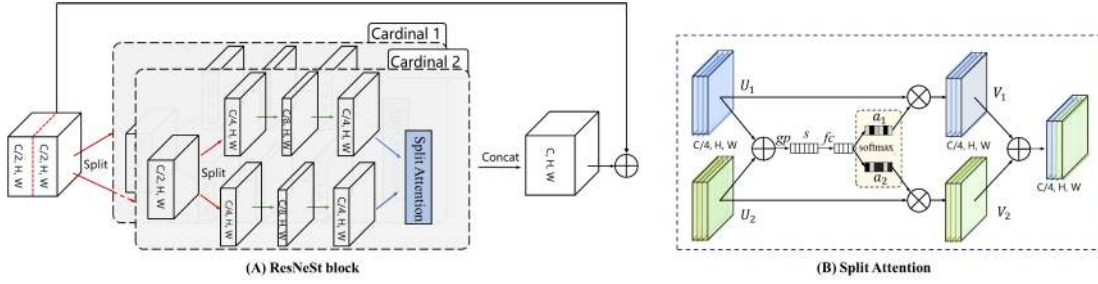 Cardinal 1
Cardinal 2
C/2, H, W
C/2, H, W
Split
C/2, H, W
Split
C/4, H, W
C/8, H, W
C/4, H, W
C/4, H, W
C/8, H, W
C/4, H, W
Split Attention
Concat
C, H, W
(A) ResNeSt block
U₁
C/4, H, W
U₂
gp
s
fc
a₁
softmax
a₂
V₁
C/4, H, W
V₂
C/4, H, W
(B) Split Attention